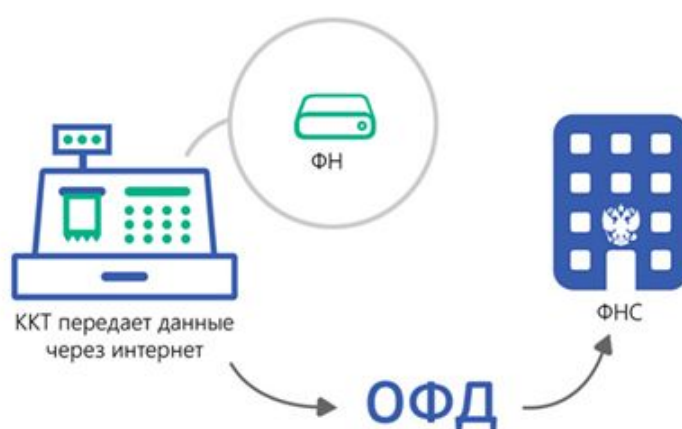 ФН
ККТ передает данные
через интернет
ФНС
ОФД